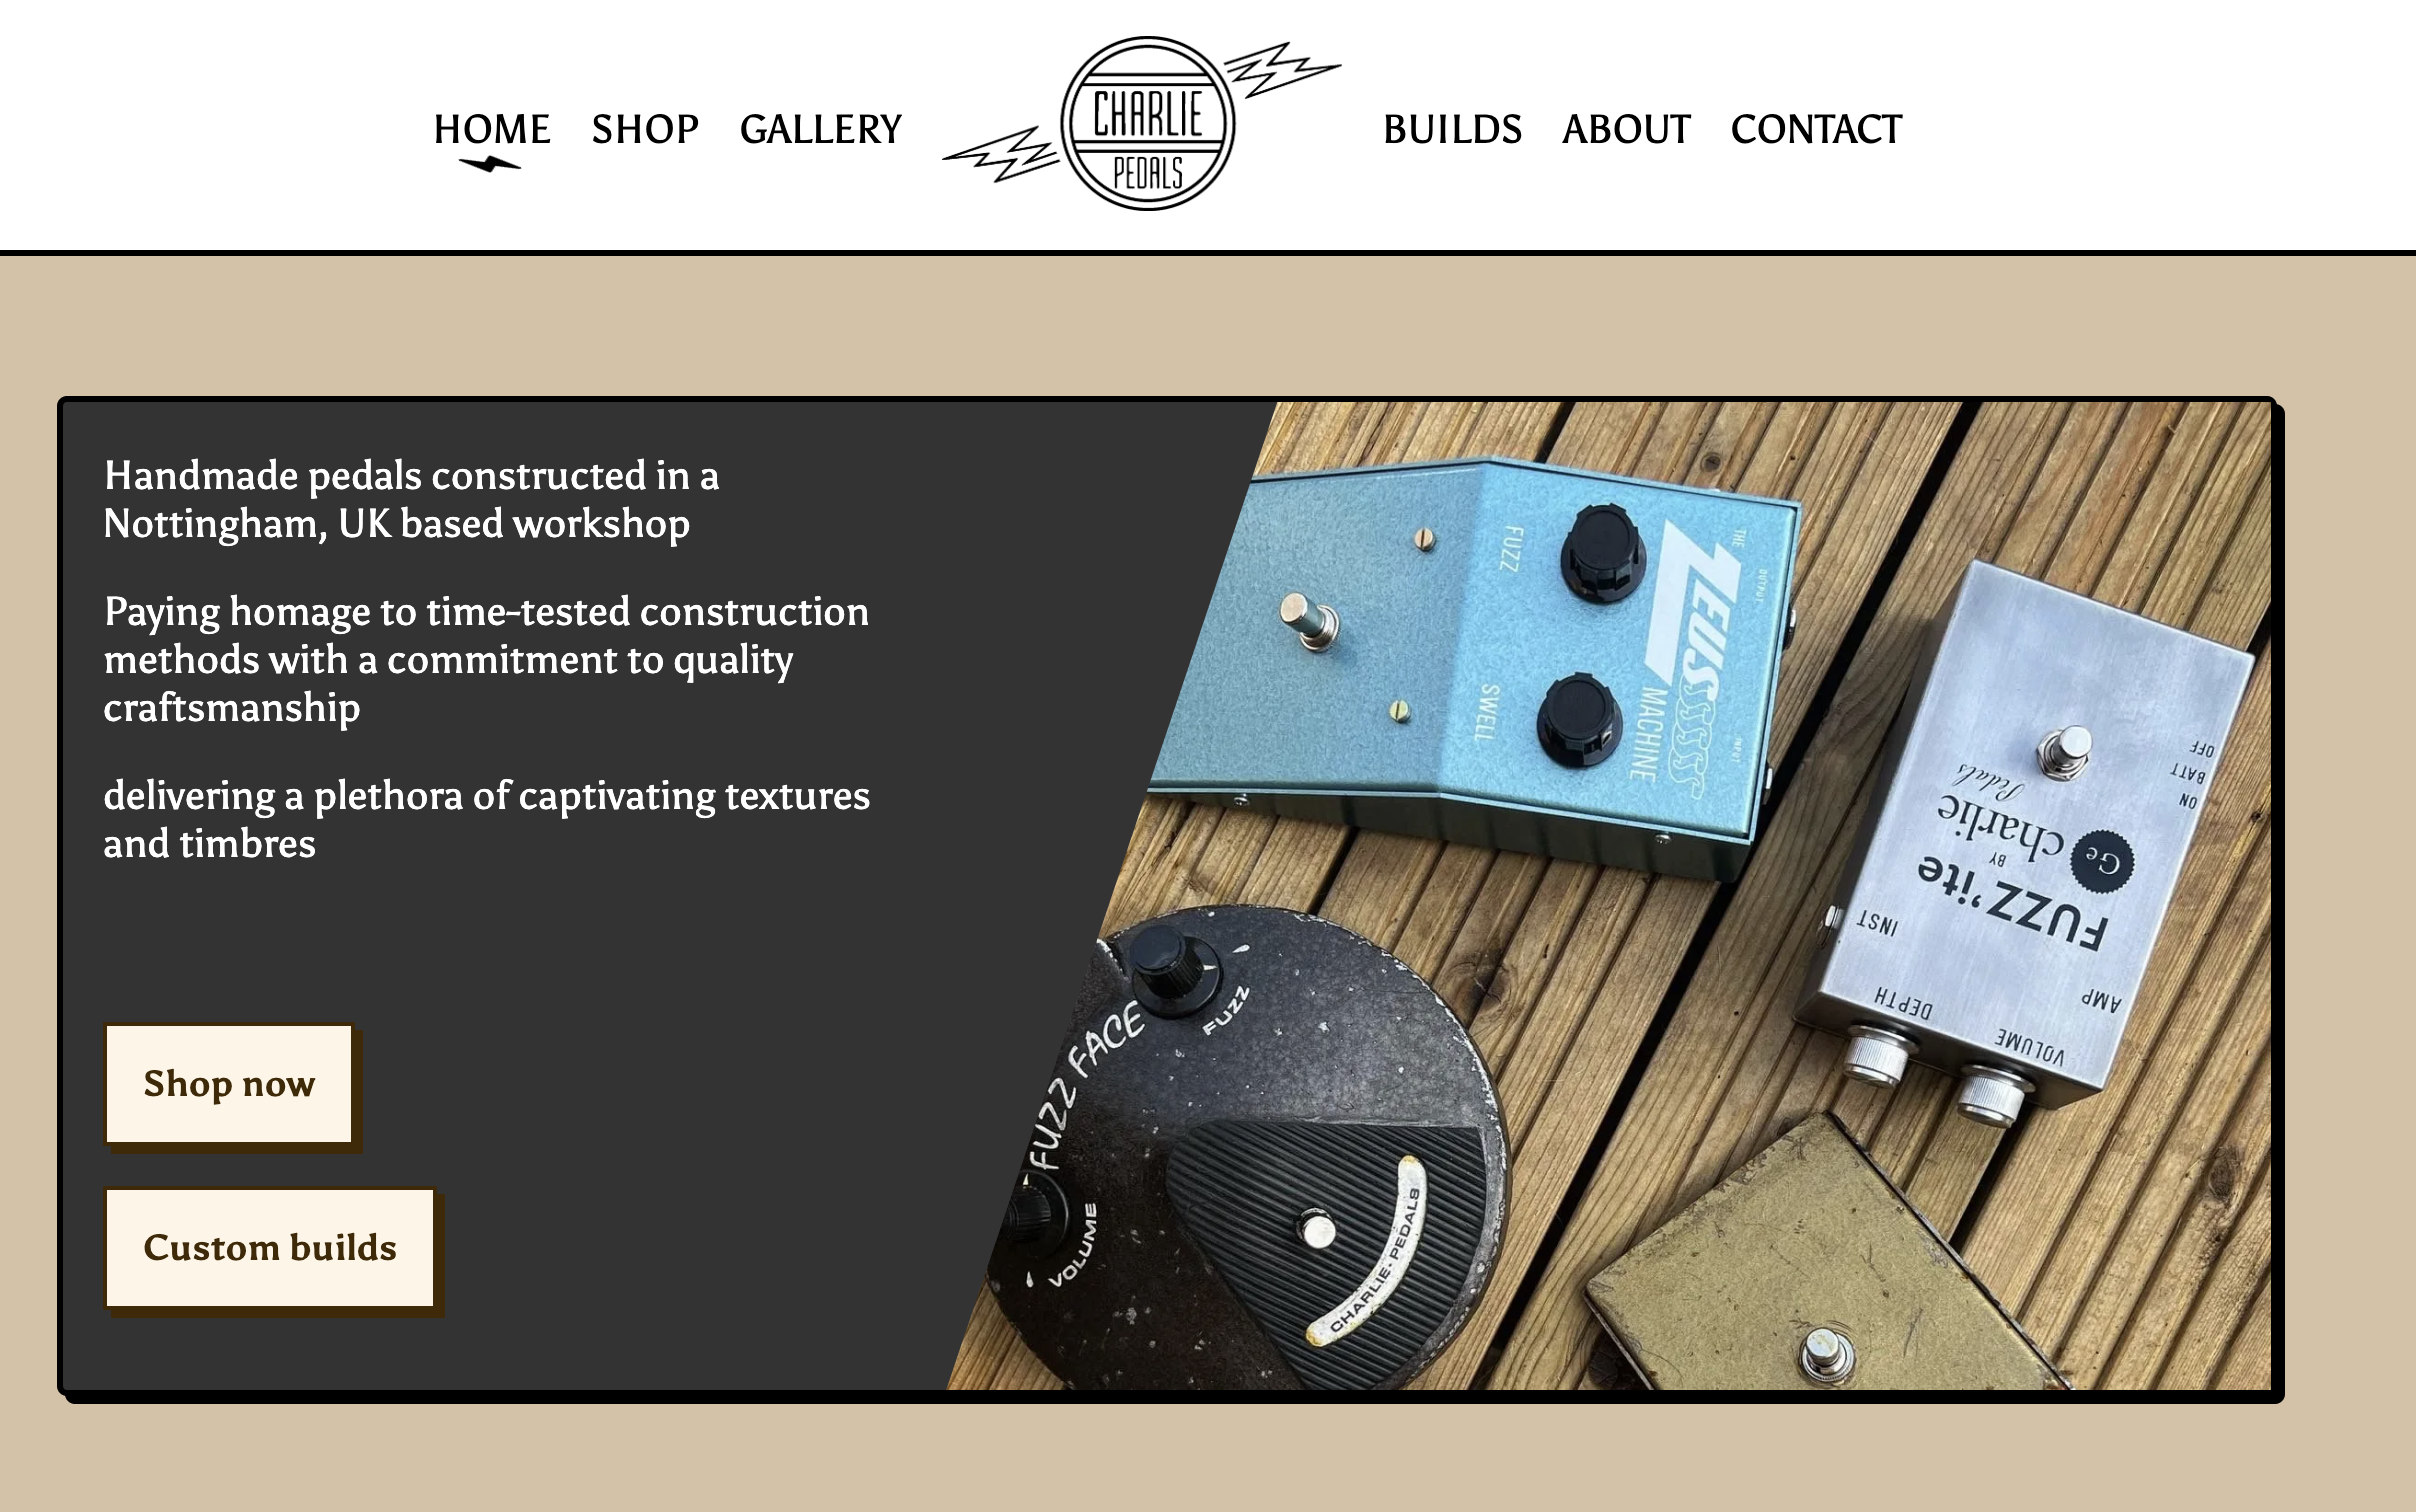 HOME SHOP GALLERY
CHARLIE
PEDALS
BUILDS ABOUT CONTACT
Handmade pedals constructed in a
Nottingham, UK based workshop
Paying homage to time-tested construction
methods with a commitment to quality
craftsmanship
delivering a plethora of captivating textures
and timbres
Shop now
Custom builds
FUZZ
SWELL
THE
ZEUSSSSSS
MACHINE
OUTPUT
INPUT
OFF
BATT
ON
Pedals
charlie
BY
Ge
FUZZ'ite
INST
AMP
DEPTH
VOLUME
FUZZ FACE
FUZZ
VOLUME
CHARLIE·PEDALS